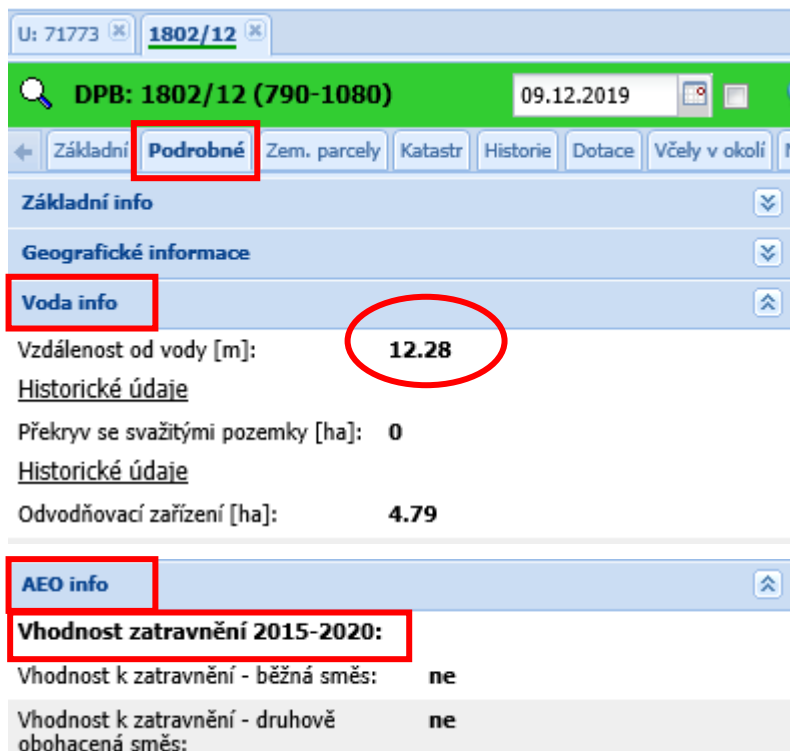 U: 71773 1802/12
DPB: 1802/12 (790-1080) 09.12.2019
Základní Podrobné Zem. parcely Katastr Historie Dotace Včely v okolí
Základní info
Geografické informace
Voda info
Vzdálenost od vody [m]: 12.28
Historické údaje
Překryv se svažitými pozemky [ha]: 0
Historické údaje
Odvodňovací zařízení [ha]: 4.79
AEO info
Vhodnost zatravnění 2015-2020:
Vhodnost k zatravnění - běžná směs: ne
Vhodnost k zatravnění - druhově ne
obohacená směs: